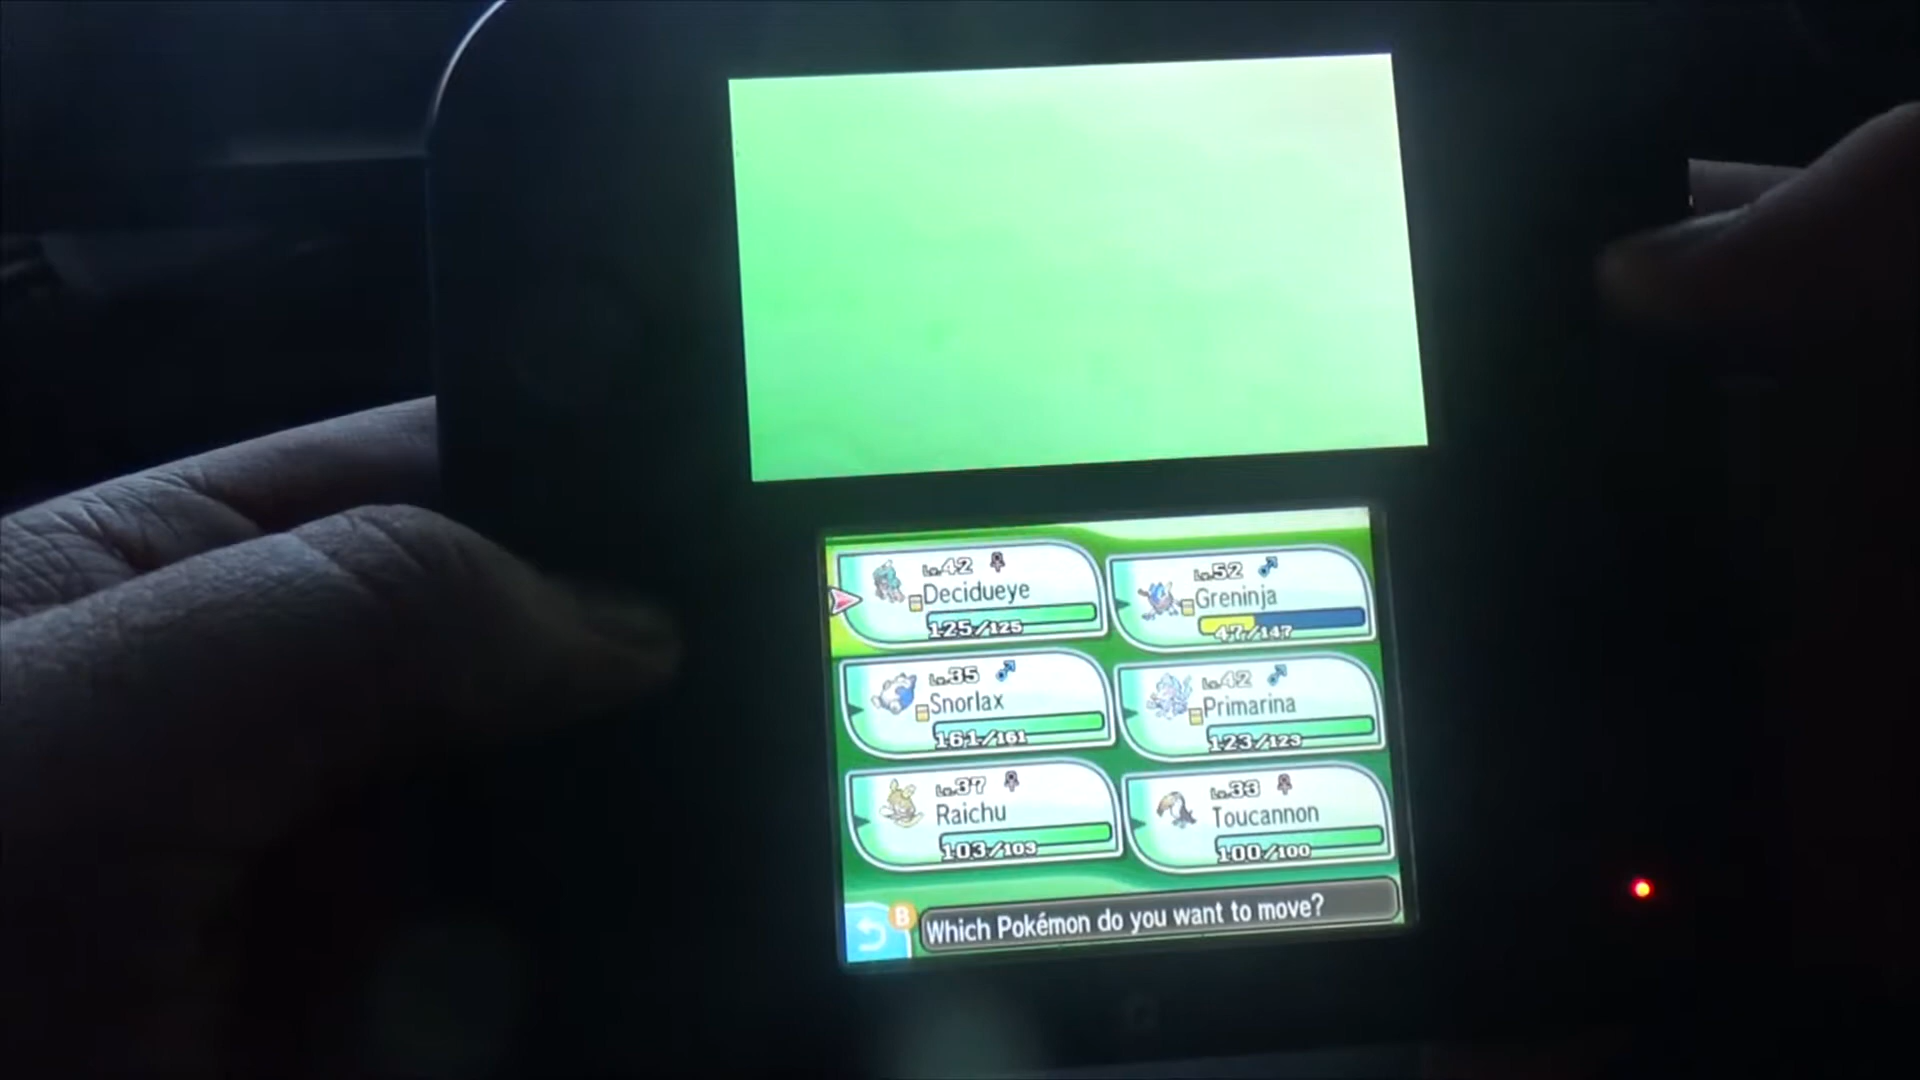 Lv.42
Decidueye
125/125
Lv.52
Greninja
47/147
Lv.35
Snorlax
161/161
Lv.42
Primarina
123/123
Lv.37
Raichu
103/103
Lv.33
Toucannon
100/100
B
Which Pokémon do you want to move?